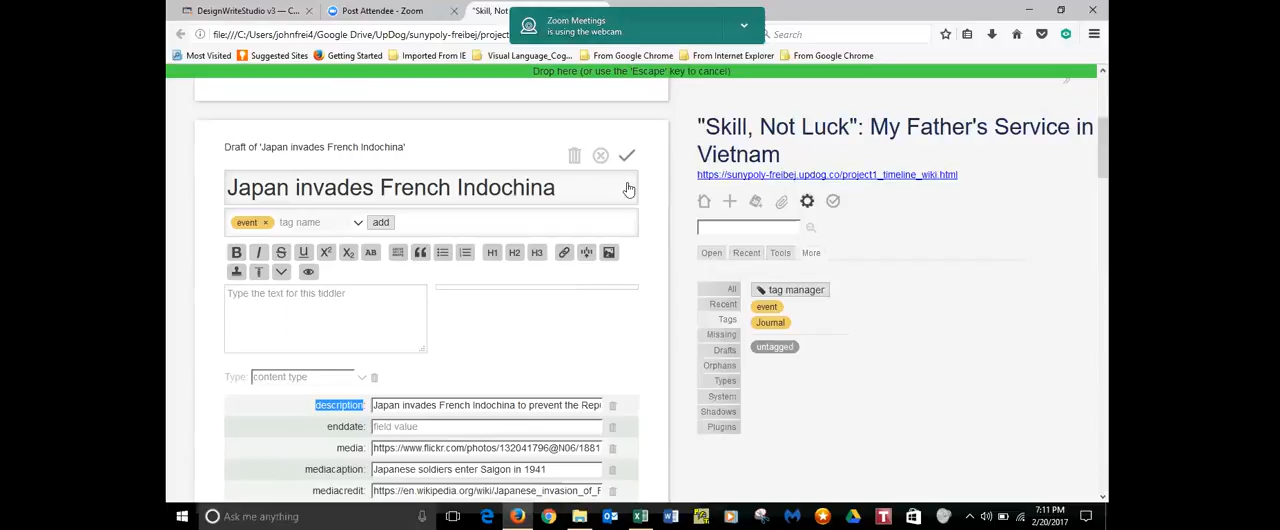 DesignWriteStudio v3 — C...
Post Attendee - Zoom
"Skill, Not Luck": My Father's
Zoom Meetings
is using the webcam
file:///C:/Users/johnfrei4/Google Drive/UpDog/sunypoly-freibej/project
Search
Most Visited
Suggested Sites
Getting Started
Imported From IE
Visual Language_Cog...
From Google Chrome
From Internet Explorer
From Google Chrome
Drop here (or use the 'Escape' key to cancel)
Draft of 'Japan invades French Indochina'
Japan invades French Indochina
event ×
tag name
add
B I S U X² X₂ AB
H1 H2 H3
Type the text for this tiddler
Type: content type
description: Japan invades French Indochina to prevent the Rep
enddate: field value
media: https://www.flickr.com/photos/132041796@N06/1881
mediacaption: Japanese soldiers enter Saigon in 1941
mediacredit: https://en.wikipedia.org/wiki/Japanese_invasion_of_F
"Skill, Not Luck": My Father's Service in
Vietnam
https://sunypoly-freibej.updog.co/project1_timeline_wiki.html
Open
Recent
Tools
More
All
Recent
Tags
Missing
Drafts
Orphans
Types
System
Shadows
Plugins
tag manager
event
Journal
untagged
Ask me anything
7:11 PM
2/20/2017